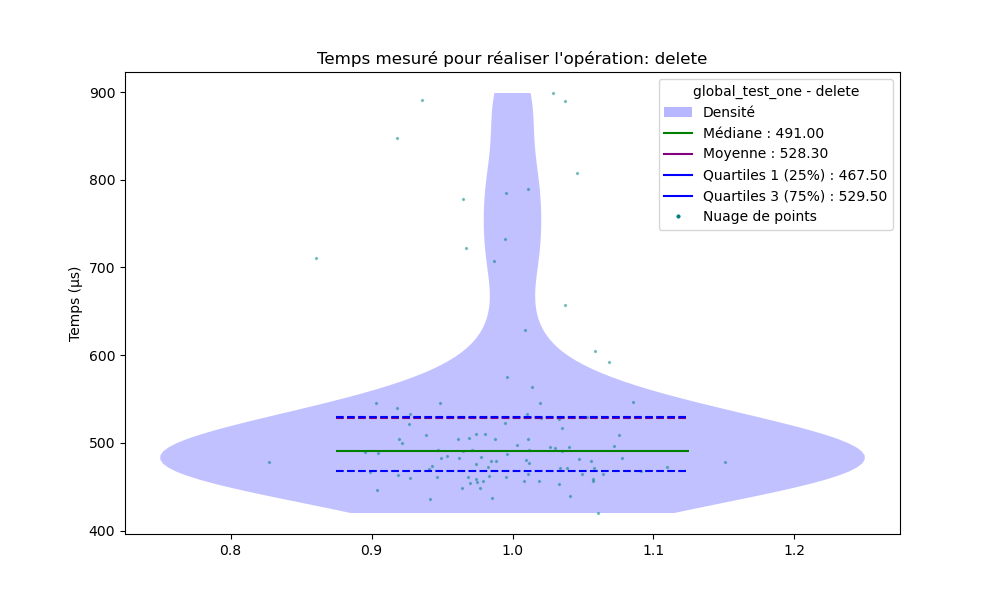 Temps mesuré pour réaliser l'opération: delete
global_test_one - delete
Densité
Médiane : 491.00
Moyenne : 528.30
Quartiles 1 (25%) : 467.50
Quartiles 3 (75%) : 529.50
Nuage de points
Temps (µs)
900
800
700
600
500
400
0.8
0.9
1.0
1.1
1.2